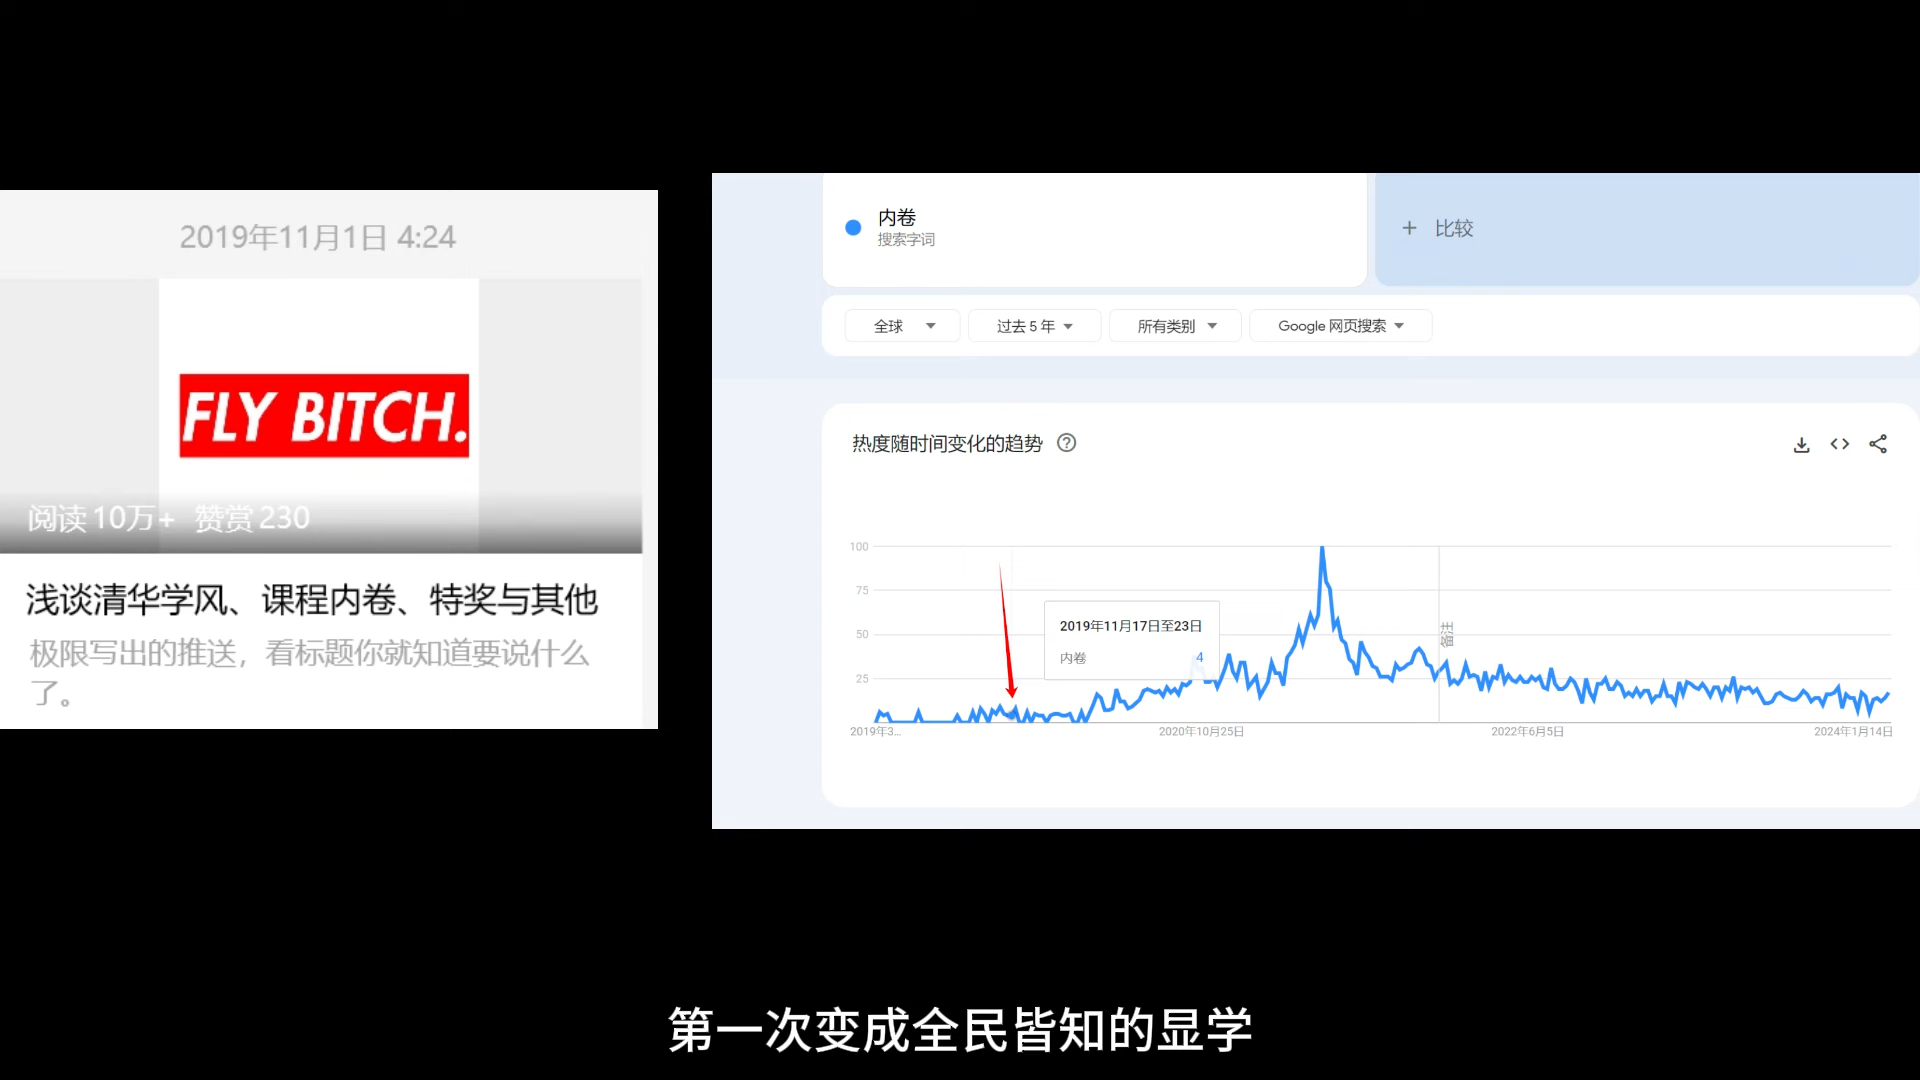 2019年11月1日 4:24
FLY BITCH.
阅读10万+ 赞赏230
浅谈清华学风、课程内卷、特奖与其他
极限写出的推送，看标题你就知道要说什么
了。
内卷
搜索字词
+ 比较
全球
过去 5 年
所有类别
Google 网页搜索
热度随时间变化的趋势
100
75
50
25
2019年11月17日至23日
内卷 4
备注
2019年3...
2020年10月25日
2022年6月5日
2024年1月14日
第一次变成全民皆知的显学